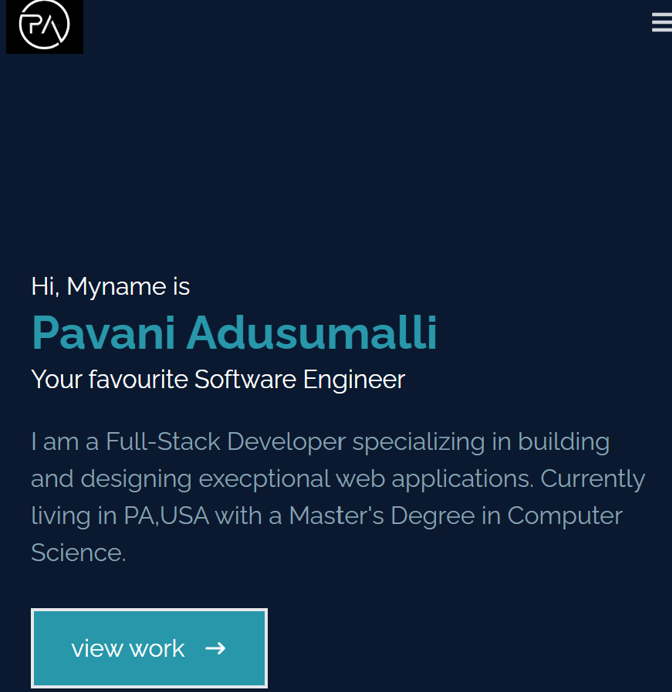 PA
Hi, Myname is
Pavani Adusumalli
Your favourite Software Engineer
I am a Full-Stack Developer specializing in building
and designing execptional web applications. Currently
living in PA,USA with a Master's Degree in Computer
Science.
view work →